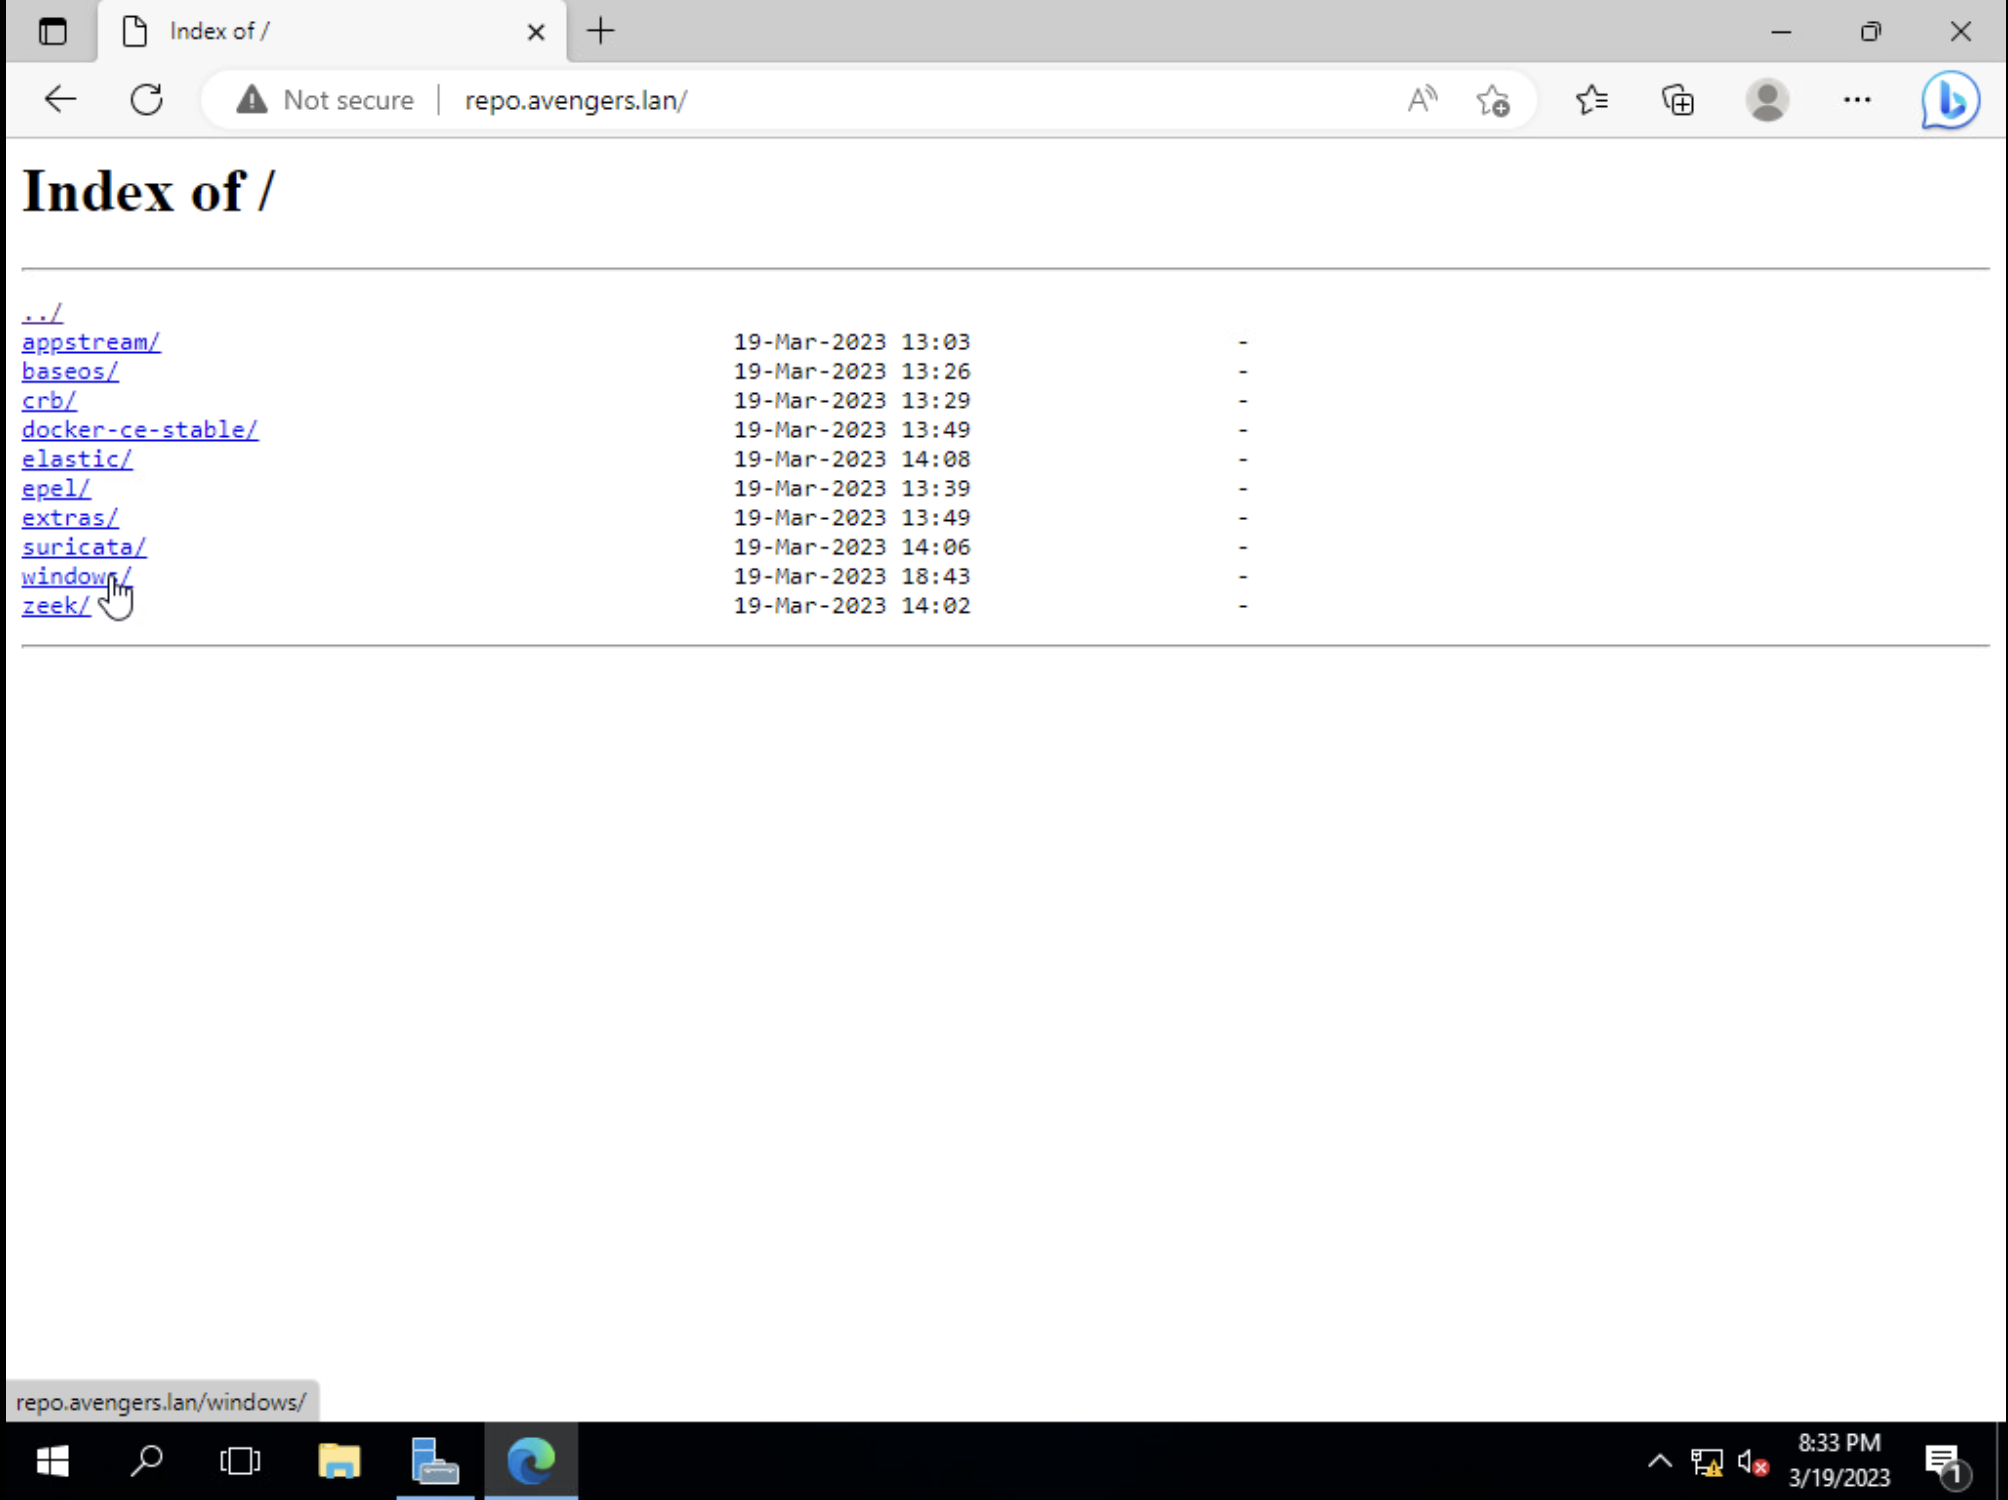 Index of /
Not secure repo.avengers.lan/
Index of /
../
appstream/ 19-Mar-2023 13:03 -
baseos/ 19-Mar-2023 13:26 -
crb/ 19-Mar-2023 13:29 -
docker-ce-stable/ 19-Mar-2023 13:49 -
elastic/ 19-Mar-2023 14:08 -
epel/ 19-Mar-2023 13:39 -
extras/ 19-Mar-2023 13:49 -
suricata/ 19-Mar-2023 14:06 -
windows/ 19-Mar-2023 18:43 -
zeek/ 19-Mar-2023 14:02 -
repo.avengers.lan/windows/
8:33 PM
3/19/2023
1